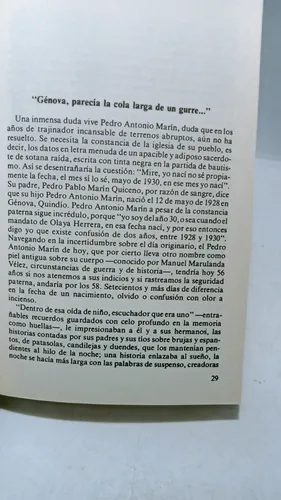 "Génova, parecía la cola larga de un gurre..."
Una inmensa duda vive Pedro Antonio Marín, duda que en los
años de trajinador incansable de terrenos abruptos, aún no ha
resuelto. Se necesita la constancia de la iglesia de su pueblo, es
decir, los datos en letra menuda de un apacible y adiposo sacerdo-
te de sotana raída, escrita con tinta negra en la partida de bautis-
mo. Así se desentrañaría la cuestión: "Mire, yo nací no sé propia-
mente la fecha, el mes sí lo sé, mayo de 1930, en ese mes yo nací".
Su padre, Pedro Pablo Marín Quiceno, por razón de sangre, dice
que su hijo, Pedro Antonio Marín, nació el 12 de mayo de 1928 en
Génova, Quindío. Pedro Antonio Marín a pesar de la constancia
paterna sigue incrédulo, porque "yo soy del año 30, o sea cuando el
mandato de Olaya Herrera, en esa fecha nací, y por eso entonces
digo yo que existe confusión de dos años, entre 1928 y 1930".
Navegando en la incertidumbre sobre el día originario, el Pedro
Antonio Marín de hoy, que por cierto lleva otro nombre como
piel antigua sobre su cuerpo —conocido por Manuel Marulanda
Vélez, circunstancias de guerra y de historia—, tendría hoy 56
años si nos atenemos a sus indicios y si rastreamos la seguridad
paterna, andaría por los 58. Setecientos y más días de diferencia
en la fecha de un nacimiento, olvido o confusión con olor a
incienso.
"Dentro de esa oída de niño, escuchador que era uno" —entra-
ñables recuerdos guardados con celo profundo en la memoria
como huellas—, le impresionaban a él y a sus hermanos, las
historias contadas por sus padres y sus tíos sobre brujas y espan-
tos, de patasolas, candilejas y duendes, que los mantenían pen-
dientes al hilo de la noche; una historia enlazaba al sueño, la
noche se hacía más larga con las palabras de suspenso, creadoras
29